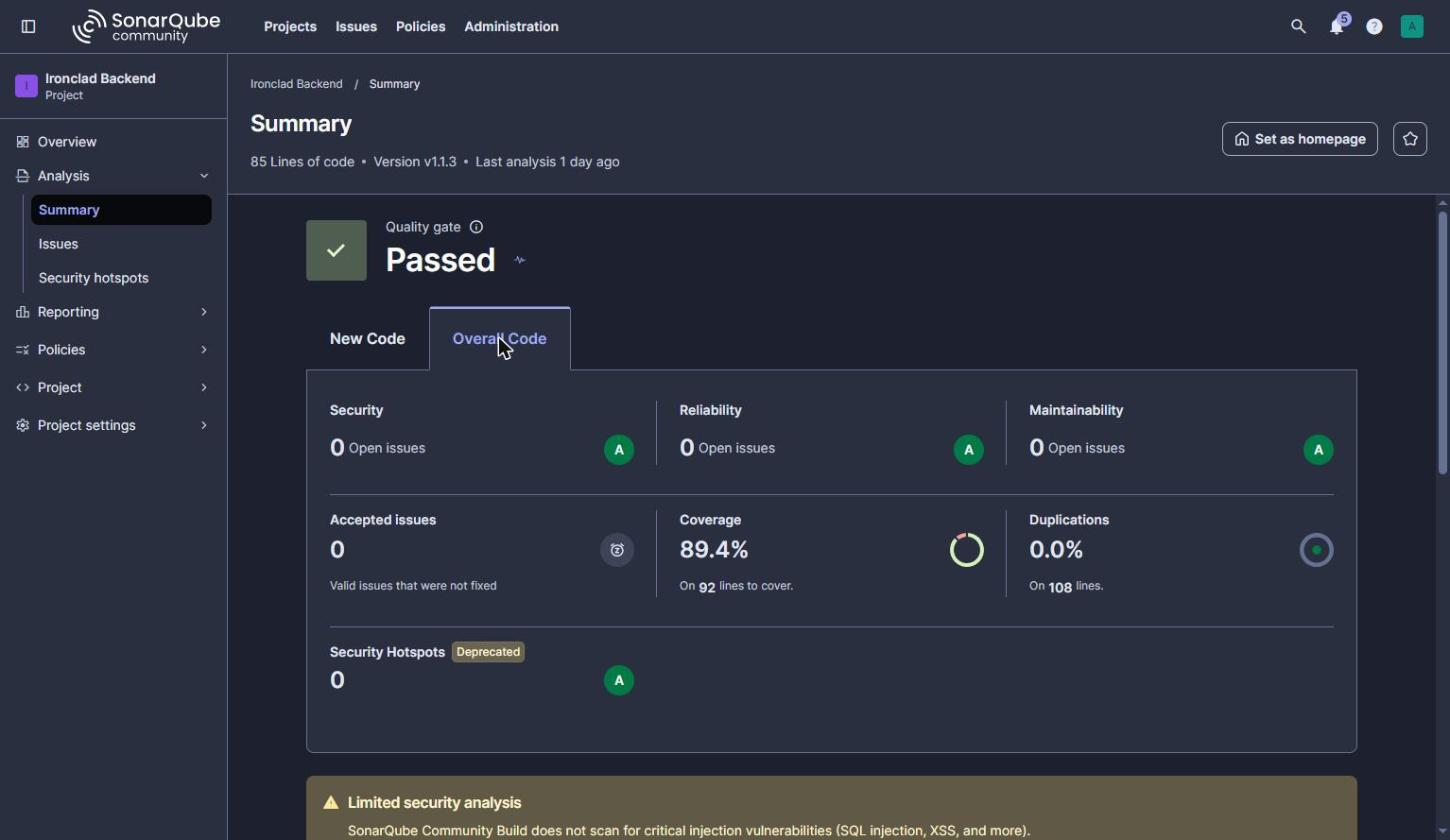 SonarQube
community
Projects
Issues
Policies
Administration
5
?
A
I
Ironclad Backend
Project
Overview
Analysis
Summary
Issues
Security hotspots
Reporting
Policies
Project
Project settings
Ironclad Backend / Summary
Summary
85 Lines of code • Version v1.1.3 • Last analysis 1 day ago
Set as homepage
Quality gate
Passed
New Code
Overall Code
Security
0 Open issues
A
Reliability
0 Open issues
A
Maintainability
0 Open issues
A
Accepted issues
0
Valid issues that were not fixed
Coverage
89.4%
On 92 lines to cover.
Duplications
0.0%
On 108 lines.
Security Hotspots Deprecated
0
A
Limited security analysis
SonarQube Community Build does not scan for critical injection vulnerabilities (SQL injection, XSS, and more).